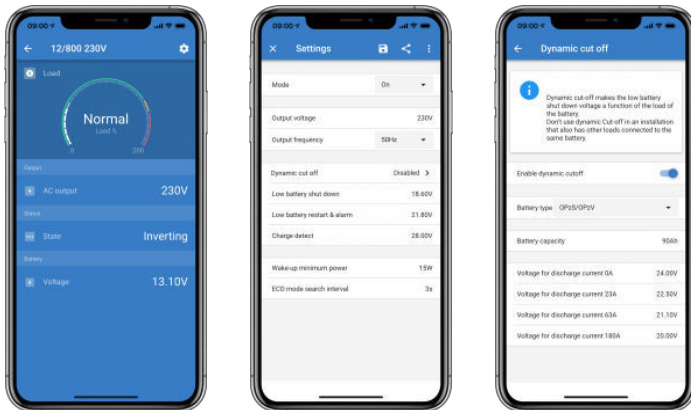 09:00
12/800 230V
Load
Normal
Load %
0 200
Output
AC output 230V
Status
State Inverting
Battery
Voltage 13.10V
09:00
Settings
Mode On
Output voltage 230V
Output frequency 50Hz
Dynamic cut off Disabled
Low battery shut down 18.60V
Low battery restart & alarm 21.80V
Charge detect 28.00V
Wake-up minimum power 15W
ECO mode search interval 3s
09:00
Dynamic cut off
Dynamic cut-off makes the low battery
shut down voltage a function of the load of
the battery.
Don't use dynamic Cut-off in an installation
that also has other loads connected to the
same battery.
Enable dynamic cutoff
Battery type OPzS/OPzV
Battery capacity 90Ah
Voltage for discharge current 0A 24.00V
Voltage for discharge current 23A 22.50V
Voltage for discharge current 63A 21.10V
Voltage for discharge current 180A 20.00V